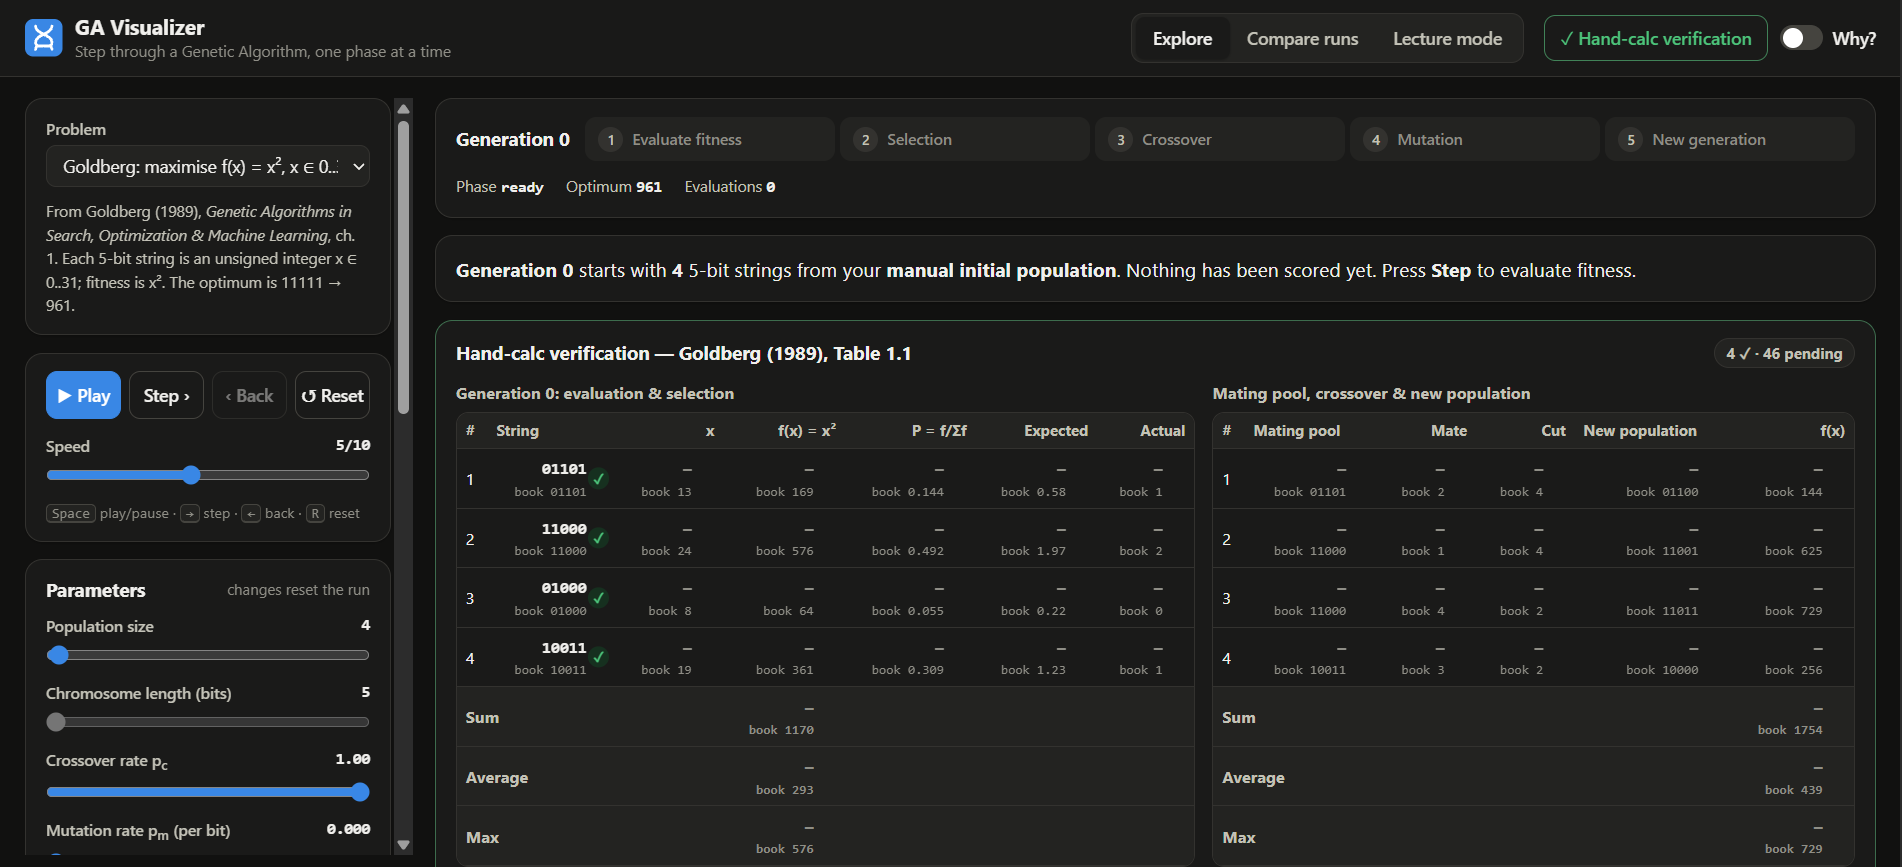 GA Visualizer
Step through a Genetic Algorithm, one phase at a time
Explore
Compare runs
Lecture mode
✓ Hand-calc verification
Why?
Problem
Goldberg: maximise f(x) = x², x ∈ 0..
From Goldberg (1989), Genetic Algorithms in
Search, Optimization & Machine Learning, ch.
1. Each 5-bit string is an unsigned integer x ∈
0..31; fitness is x². The optimum is 11111 →
961.
▶ Play
Step ›
‹ Back
↺ Reset
Speed 5/10
Space play/pause · → step · ← back · R reset
Parameters changes reset the run
Population size 4
Chromosome length (bits) 5
Crossover rate pc 1.00
Mutation rate pm (per bit) 0.000
Generation 0
1 Evaluate fitness
2 Selection
3 Crossover
4 Mutation
5 New generation
Phase ready Optimum 961 Evaluations 0
Generation 0 starts with 4 5-bit strings from your manual initial population. Nothing has been scored yet. Press Step to evaluate fitness.
Hand-calc verification — Goldberg (1989), Table 1.1
4 ✓ · 46 pending
Generation 0: evaluation & selection
# String x f(x) = x² P = f/Σf Expected Actual
1 01101 ✓ – – – – –
book 01101 book 13 book 169 book 0.144 book 0.58 book 1
2 11000 ✓ – – – – –
book 11000 book 24 book 576 book 0.492 book 1.97 book 2
3 01000 ✓ – – – – –
book 01000 book 8 book 64 book 0.055 book 0.22 book 0
4 10011 ✓ – – – – –
book 10011 book 19 book 361 book 0.309 book 1.23 book 1
Sum –
book 1170
Average –
book 293
Max –
book 576
Mating pool, crossover & new population
# Mating pool Mate Cut New population f(x)
1 – – – – –
book 01101 book 2 book 4 book 01100 book 144
2 – – – – –
book 11000 book 1 book 4 book 11001 book 625
3 – – – – –
book 11000 book 4 book 2 book 11011 book 729
4 – – – – –
book 10011 book 3 book 2 book 10000 book 256
Sum –
book 1754
Average –
book 439
Max –
book 729